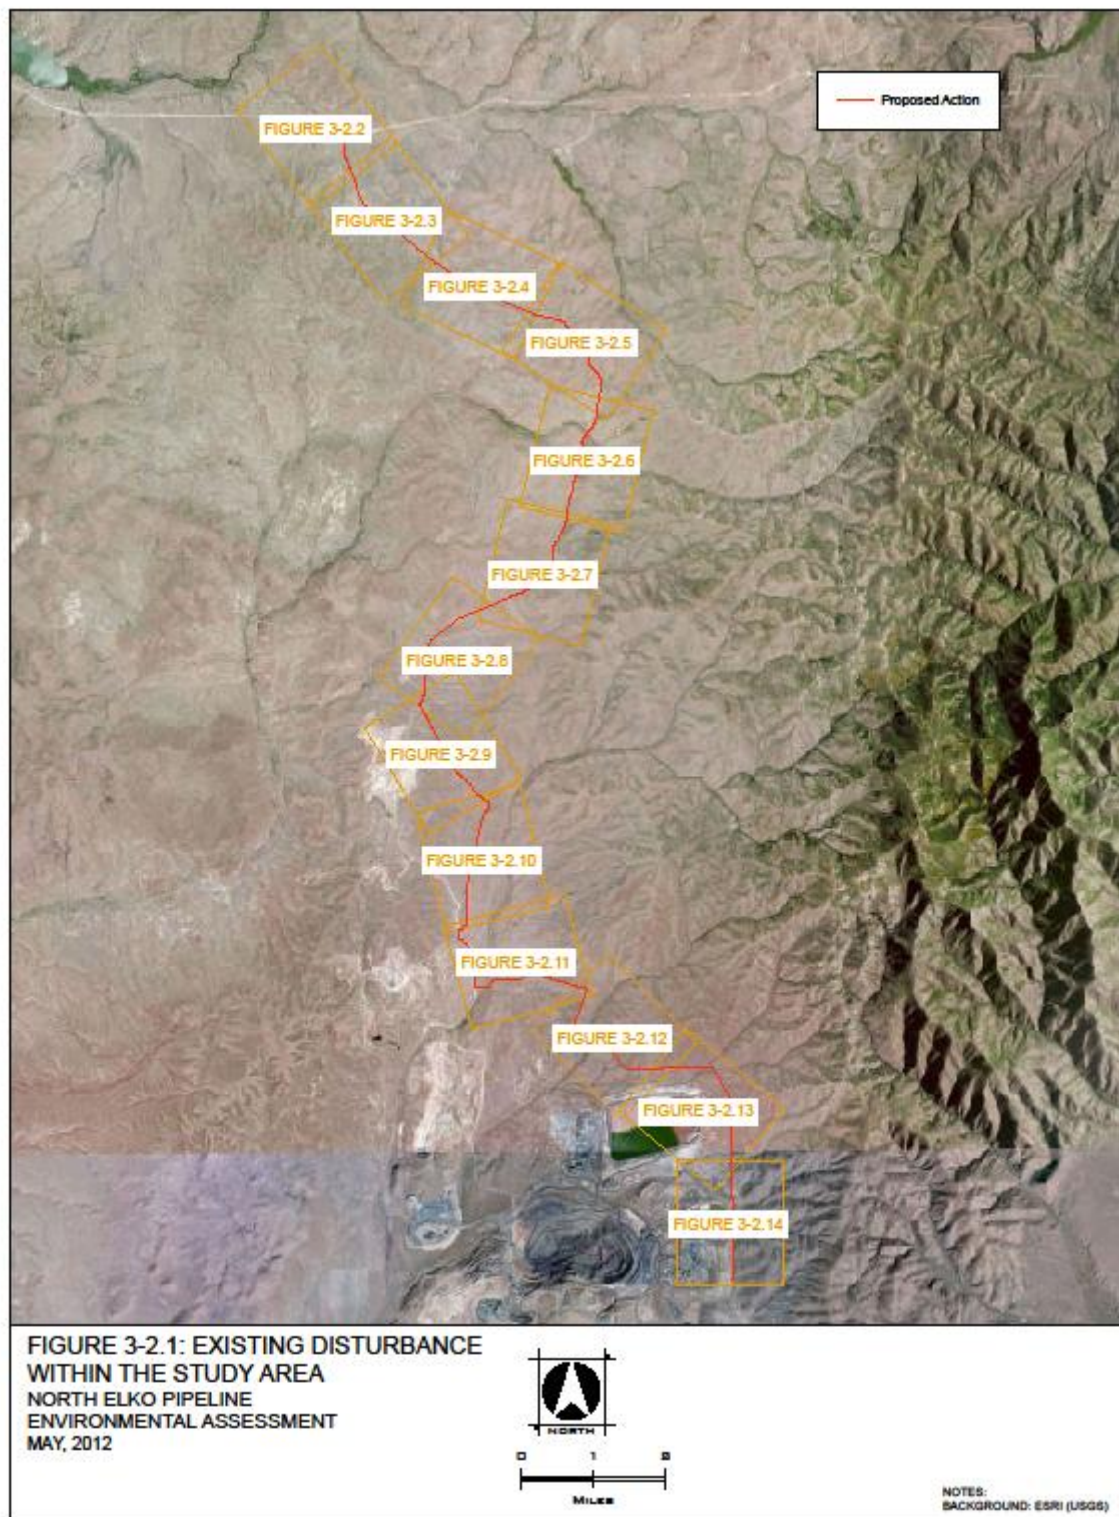 Proposed Action
FIGURE 3-2.2
FIGURE 3-2.3
FIGURE 3-2.4
FIGURE 3-2.5
FIGURE 3-2.6
FIGURE 3-2.7
FIGURE 3-2.8
FIGURE 3-2.9
FIGURE 3-2.10
FIGURE 3-2.11
FIGURE 3-2.12
FIGURE 3-2.13
FIGURE 3-2.14
FIGURE 3-2.1: EXISTING DISTURBANCE
WITHIN THE STUDY AREA
NORTH ELKO PIPELINE
ENVIRONMENTAL ASSESSMENT
MAY, 2012
NORTH
0 1
MILES
NOTES:
BACKGROUND: ESRI (USGS)